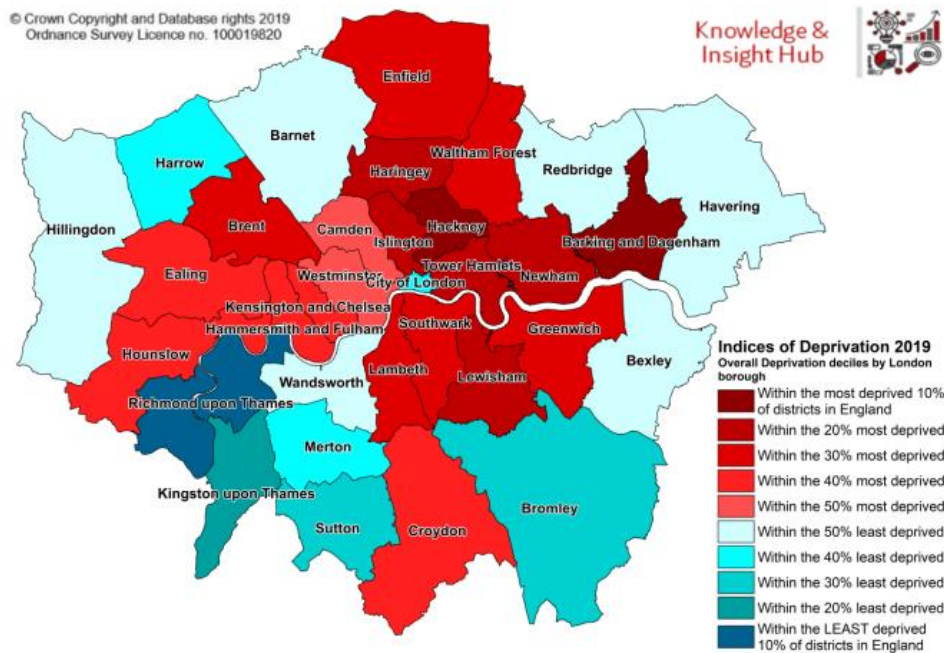 © Crown Copyright and Database rights 2019
Ordnance Survey Licence no. 100019820
Knowledge &
Insight Hub
Enfield
Barnet
Harrow
Haringey
Waltham Forest
Redbridge
Havering
Hillingdon
Brent
Camden
Islington
Hackney
Barking and Dagenham
Ealing
Westminster
Tower Hamlets
City of London
Newham
Kensington and Chelsea
Hammersmith and Fulham
Southwark
Greenwich
Hounslow
Bexley
Wandsworth
Lambeth
Lewisham
Richmond upon Thames
Merton
Kingston upon Thames
Sutton
Croydon
Bromley
Indices of Deprivation 2019
Overall Deprivation deciles by London
borough
Within the most deprived 10%
of districts in England
Within the 20% most deprived
Within the 30% most deprived
Within the 40% most deprived
Within the 50% most deprived
Within the 50% least deprived
Within the 40% least deprived
Within the 30% least deprived
Within the 20% least deprived
Within the LEAST deprived
10% of districts in England